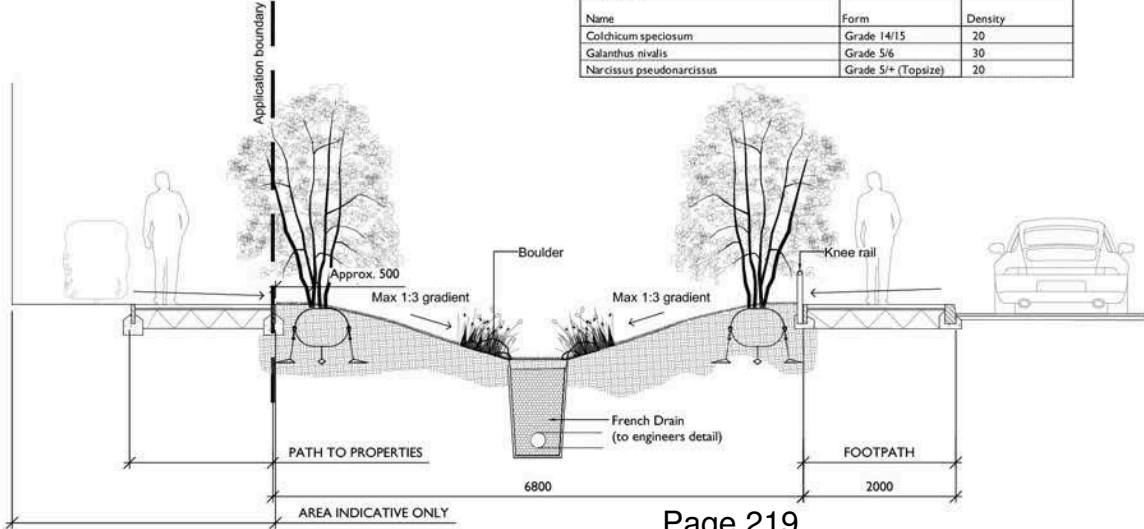 Name Form Density
Colchicum speciosum Grade 14/15 20
Galanthus nivalis Grade 5/6 30
Narcissus pseudonarcissus Grade 5/+ (Topsize) 20
Application boundary
Boulder
Knee rail
Approx. 500
Max 1:3 gradient
Max 1:3 gradient
French Drain
(to engineers detail)
PATH TO PROPERTIES
FOOTPATH
6800
2000
AREA INDICATIVE ONLY
Page 219